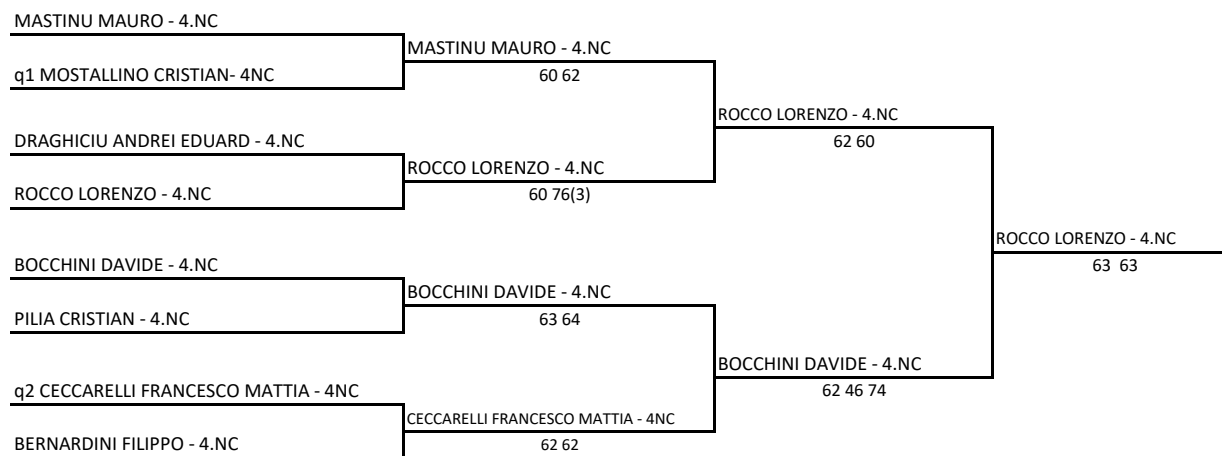 MASTINU MAURO - 4.NC
MASTINU MAURO - 4.NC
q1 MOSTALLINO CRISTIAN- 4NC
60 62
ROCCO LORENZO - 4.NC
DRAGHICIU ANDREI EDUARD - 4.NC
62 60
ROCCO LORENZO - 4.NC
ROCCO LORENZO - 4.NC
60 76(3)
ROCCO LORENZO - 4.NC
BOCCHINI DAVIDE - 4.NC
63 63
BOCCHINI DAVIDE - 4.NC
PILIA CRISTIAN - 4.NC
63 64
BOCCHINI DAVIDE - 4.NC
q2 CECCARELLI FRANCESCO MATTIA - 4NC
62 46 74
CECCARELLI FRANCESCO MATTIA - 4NC
BERNARDINI FILIPPO - 4.NC
62 62